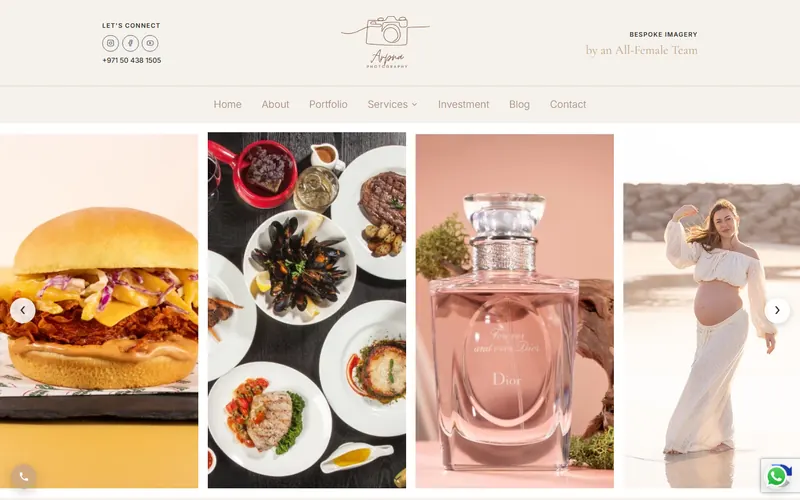 LET'S CONNECT
+971 50 438 1505
Arpna
PHOTOGRAPHY
BESPOKE IMAGERY
by an All-Female Team
Home
About
Portfolio
Services
Investment
Blog
Contact
Dior